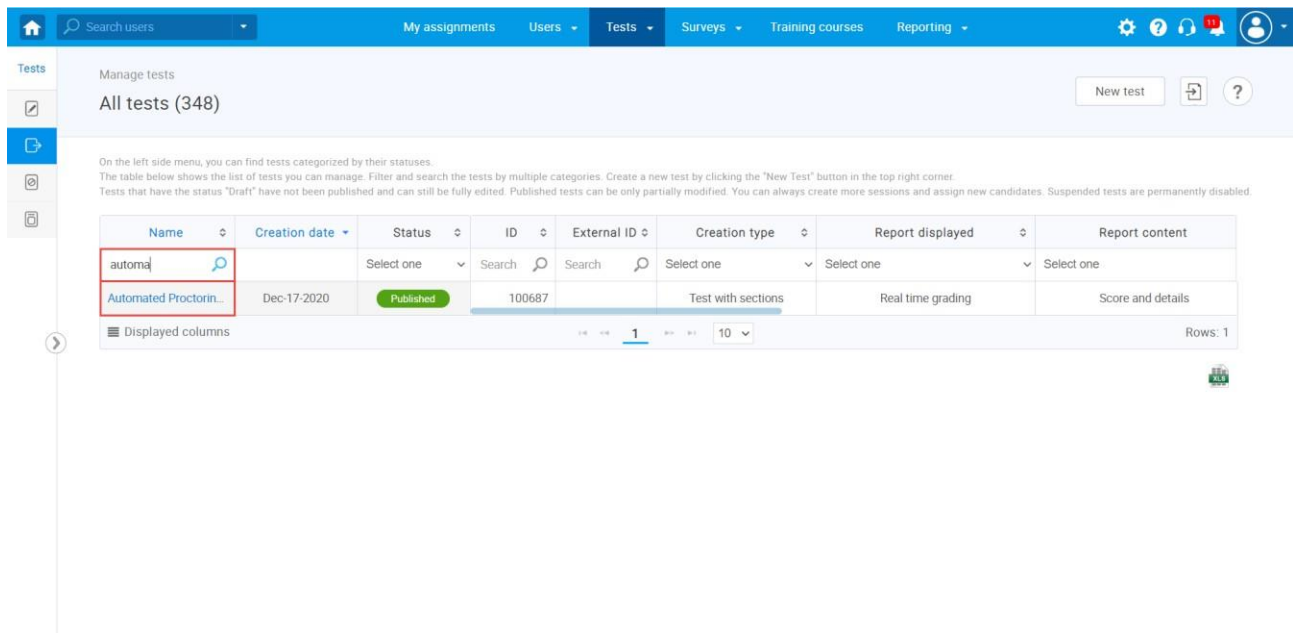 Search users
My assignments
Users
Tests
Surveys
Training courses
Reporting
11
Tests
Manage tests
All tests (348)
New test
?
On the left side menu, you can find tests categorized by their statuses.
The table below shows the list of tests you can manage. Filter and search the tests by multiple categories. Create a new test by clicking the "New Test" button in the top right corner.
Tests that have the status "Draft" have not been published and can still be fully edited. Published tests can be only partially modified. You can always create more sessions and assign new candidates. Suspended tests are permanently disabled.
Name Creation date Status ID External ID Creation type Report displayed Report content
automa Select one Search Search Select one Select one Select one
Automated Proctorin... Dec-17-2020 Published 100687 Test with sections Real time grading Score and details
Displayed columns 1 10 Rows: 1
XLS